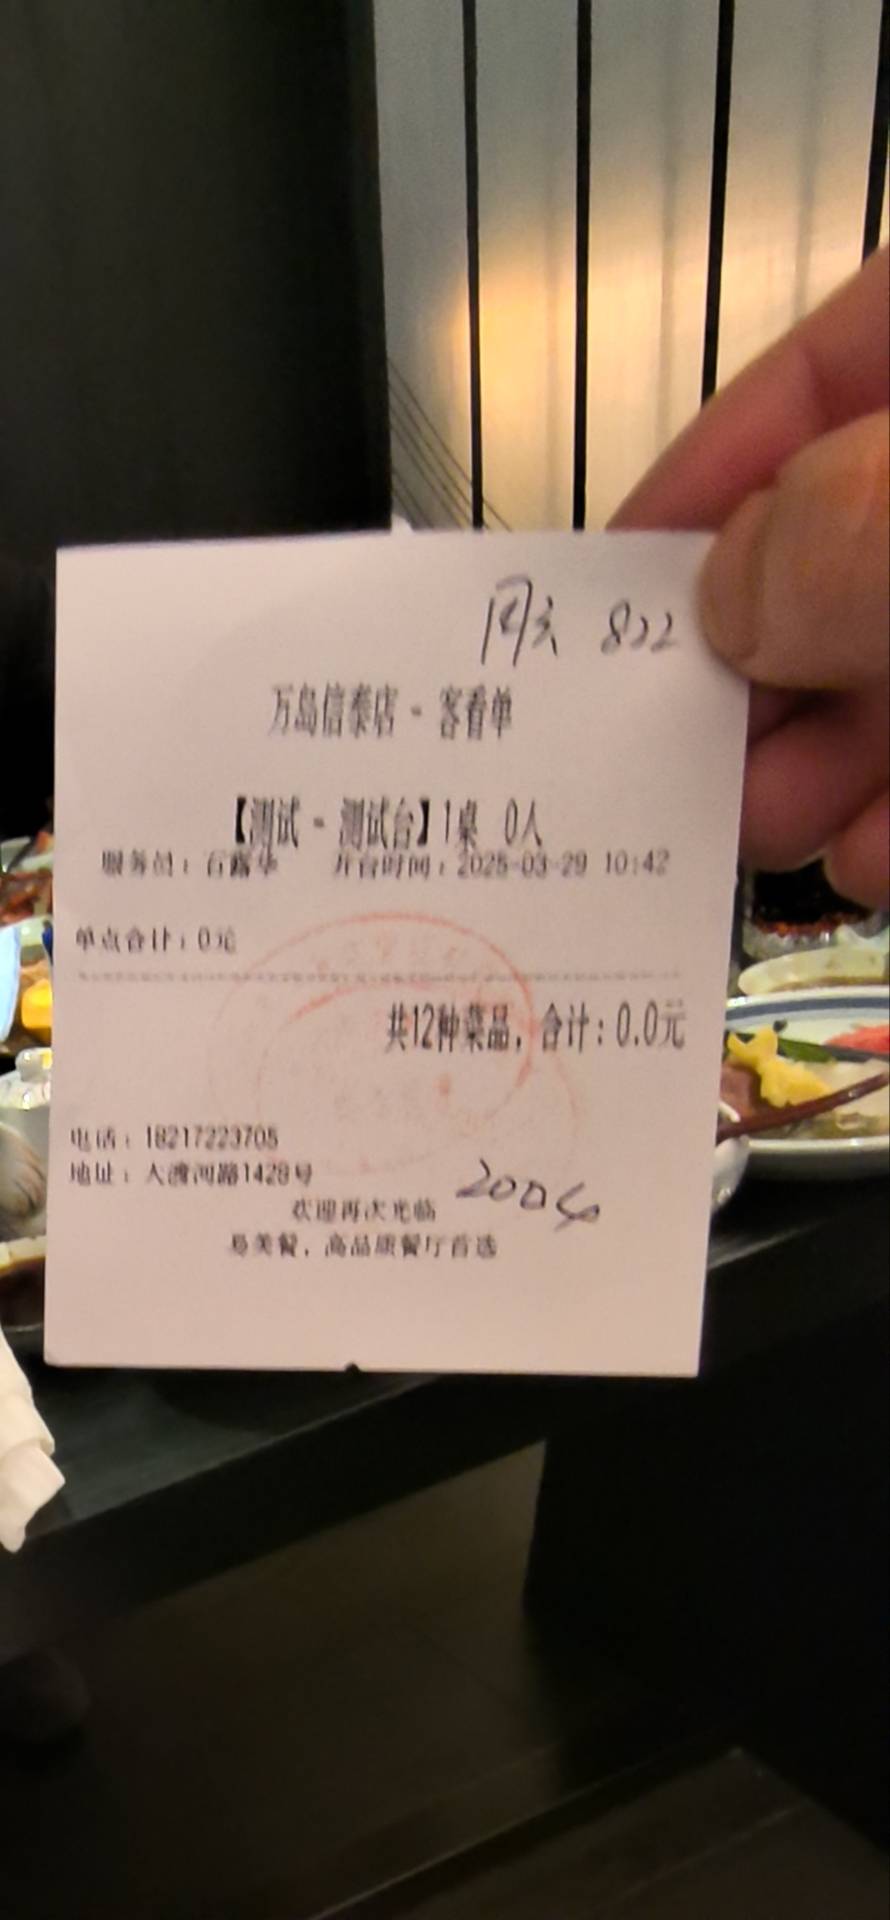 822
万岛信泰店 - 客看单
【测试 - 测试台】1桌 0人
服务员：石露华 开台时间：2025-03-29 10:42
单点合计：0元
共12种菜品，合计：0.0元
电话：18217223705
地址：大渡河路1428号
2004
欢迎再次光临
易美餐，高品质餐厅首选